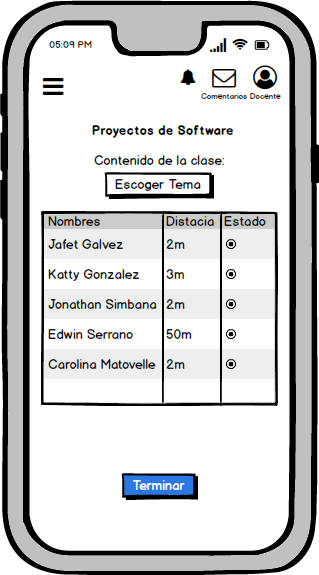 05:09 PM
Comentarios Docente
Proyectos de Software
Contenido de la clase:
Escoger Tema
Nombres Distacia Estado
Jafet Galvez 2m
Katty Gonzalez 3m
Jonathan Simbana 2m
Edwin Serrano 50m
Carolina Matovelle 2m
Terminar